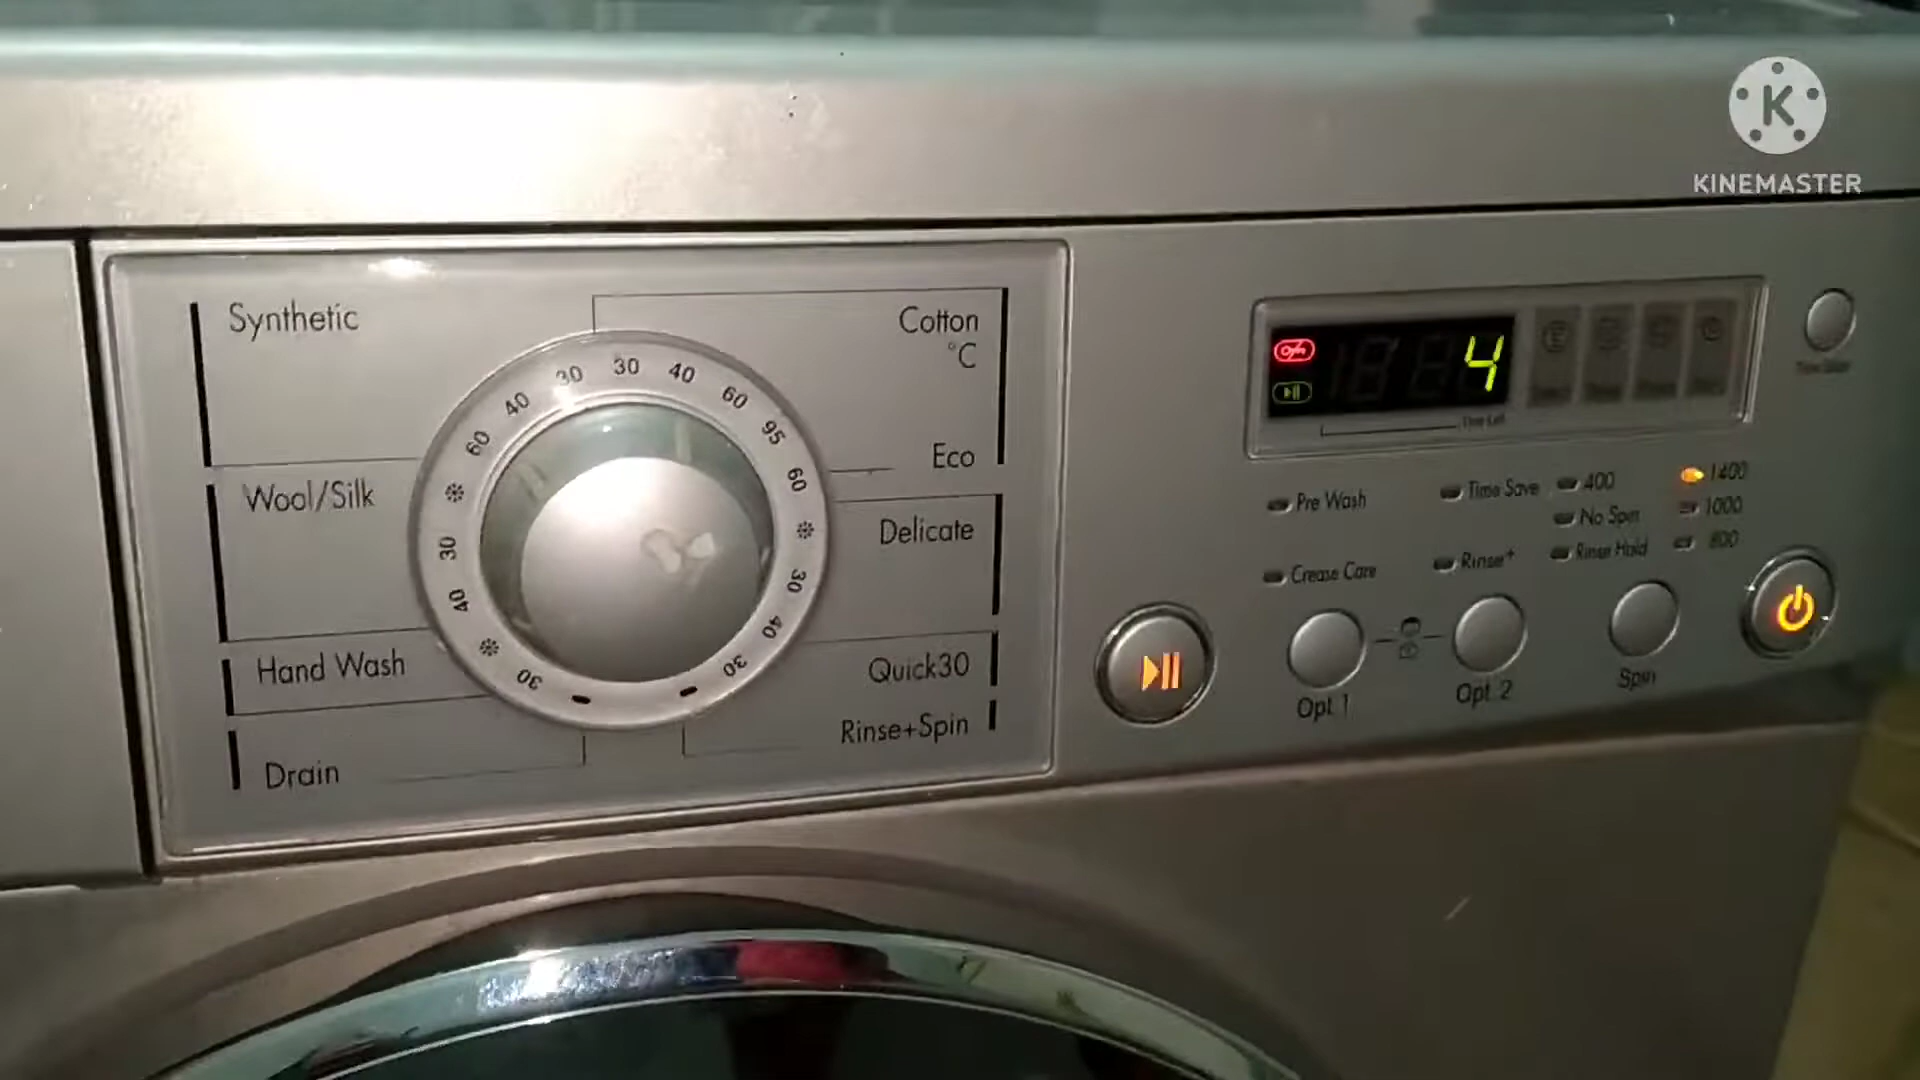 KINEMASTER
Synthetic
Cotton
°C
Eco
Wool/Silk
Delicate
Hand Wash
Quick30
Rinse+Spin
Drain
30
40
60
95
60
30
40
30
30
40
30
60
40
30
4
Time Left
Pre Wash
Time Save
400
1400
No Spin
1000
Crease Care
Rinse+
Rinse Hold
800
Opt 1
Opt 2
Spin